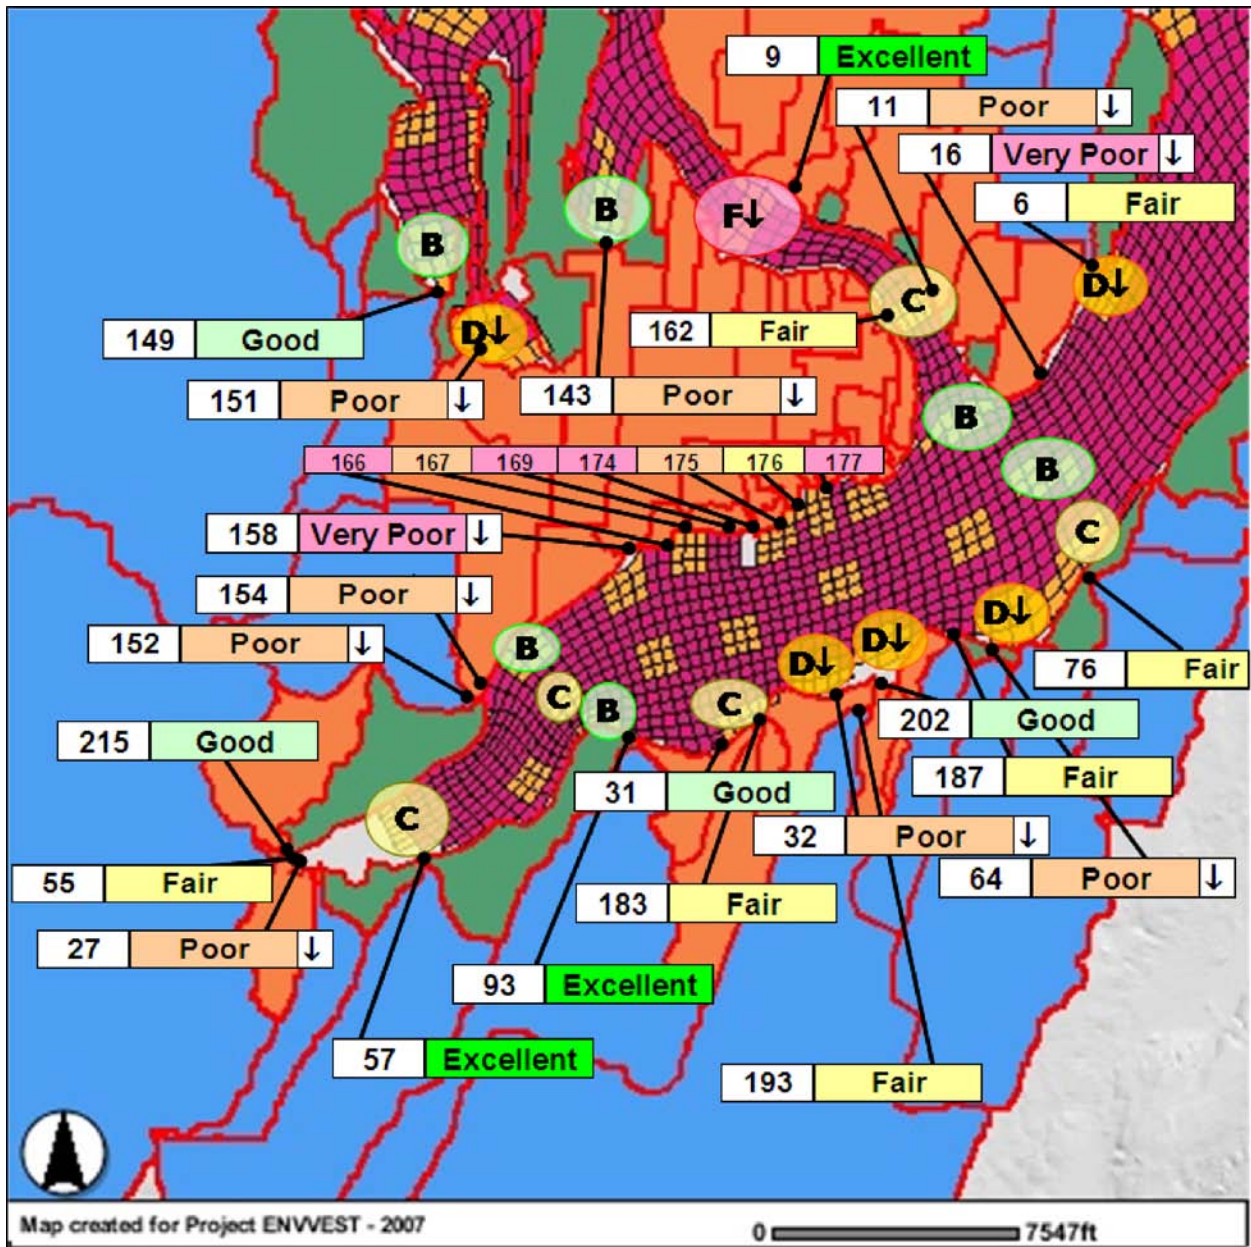 9 Excellent
11 Poor ↓
16 Very Poor ↓
6 Fair
B
F↓
B
D↓
C
149 Good
D↓
162 Fair
151 Poor ↓
143 Poor ↓
B
166 167 169 174 175 176 177
B
158 Very Poor ↓
C
154 Poor ↓
D↓
152 Poor ↓
B
D↓
D↓
76 Fair
C
B
C
215 Good
202 Good
187 Fair
31 Good
C
32 Poor ↓
55 Fair
64 Poor ↓
183 Fair
27 Poor ↓
93 Excellent
57 Excellent
193 Fair
Map created for Project ENVVEST - 2007
0 7547ft